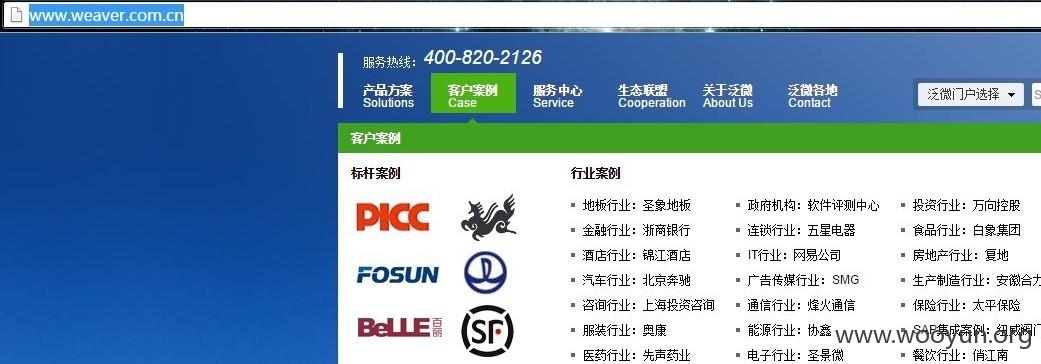 www.weaver.com.cn
服务热线：400-820-2126
产品方案 客户案例 服务中心 生态联盟 关于泛微 泛微各地
Solutions Case Service Cooperation About Us Contact
泛微门户选择
客户案例
标杆案例 行业案例
PICC
地板行业：圣象地板 政府机构：软件评测中心 投资行业：万向控股
金融行业：浙商银行 连锁行业：五星电器 食品行业：白象集团
FOSUN
酒店行业：锦江酒店 IT行业：网易公司 房地产行业：复地
汽车行业：北京奔驰 广告传媒行业：SMG 生产制造行业：安徽合力
BeLLE 百丽 SF
咨询行业：上海投资咨询 通信行业：烽火通信 保险行业：太平保险
服装行业：奥康 能源行业：协鑫 SAP集成案例：纽威阀门
医药行业：先声药业 电子行业：圣景微 餐饮行业：俏江南
www.wooyun.org